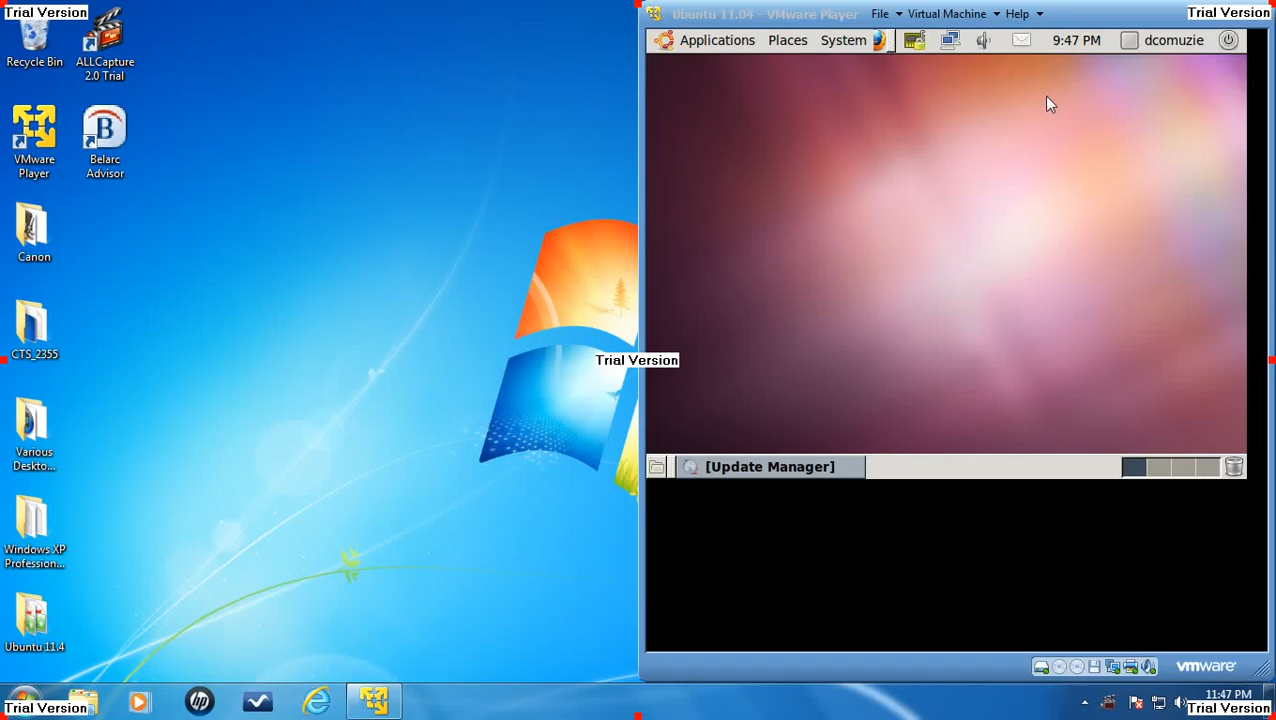 Trial Version
Trial Version
Ubuntu 11.04 - VMware Player
File
Virtual Machine
Help
Applications
Places
System
9:47 PM
dcomuzie
Recycle Bin
ALLCapture
2.0 Trial
VMware
Player
Belarc
Advisor
Canon
CTS_2355
Trial Version
Various
Deskto...
[Update Manager]
Windows XP
Profession...
Ubuntu 11.4
vmware
hp
11:47 PM
Trial Version
Trial Version